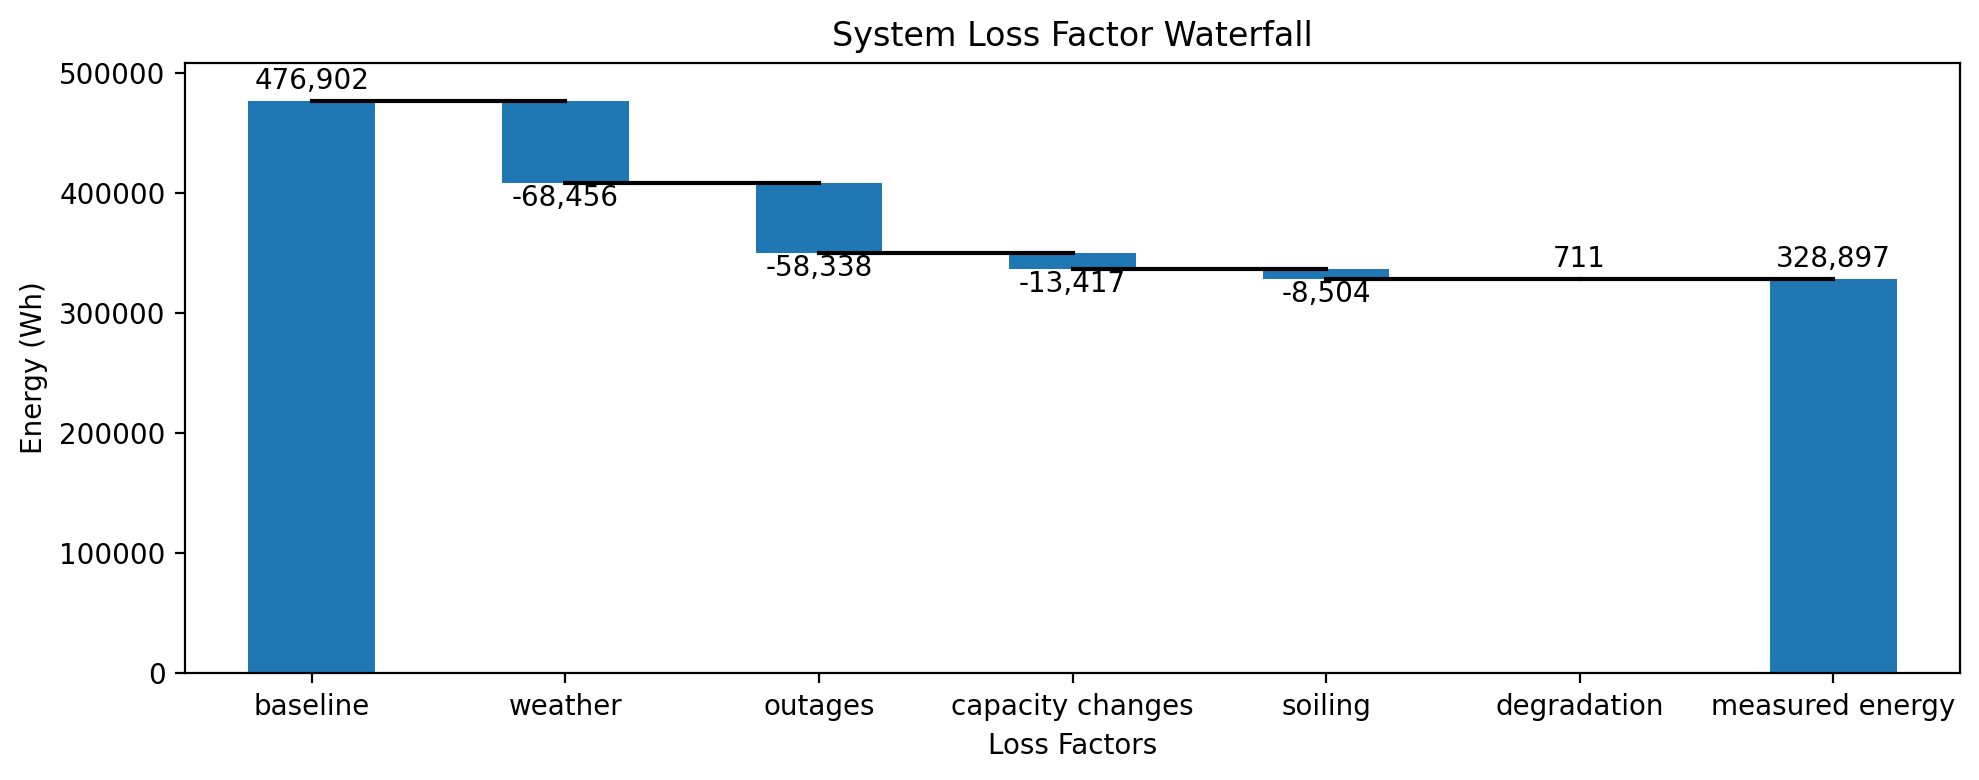 System Loss Factor Waterfall
500000
400000
300000
200000
100000
0
Energy (Wh)
476,902
-68,456
-58,338
-13,417
-8,504
711
328,897
baseline
weather
outages
capacity changes
soiling
degradation
measured energy
Loss Factors